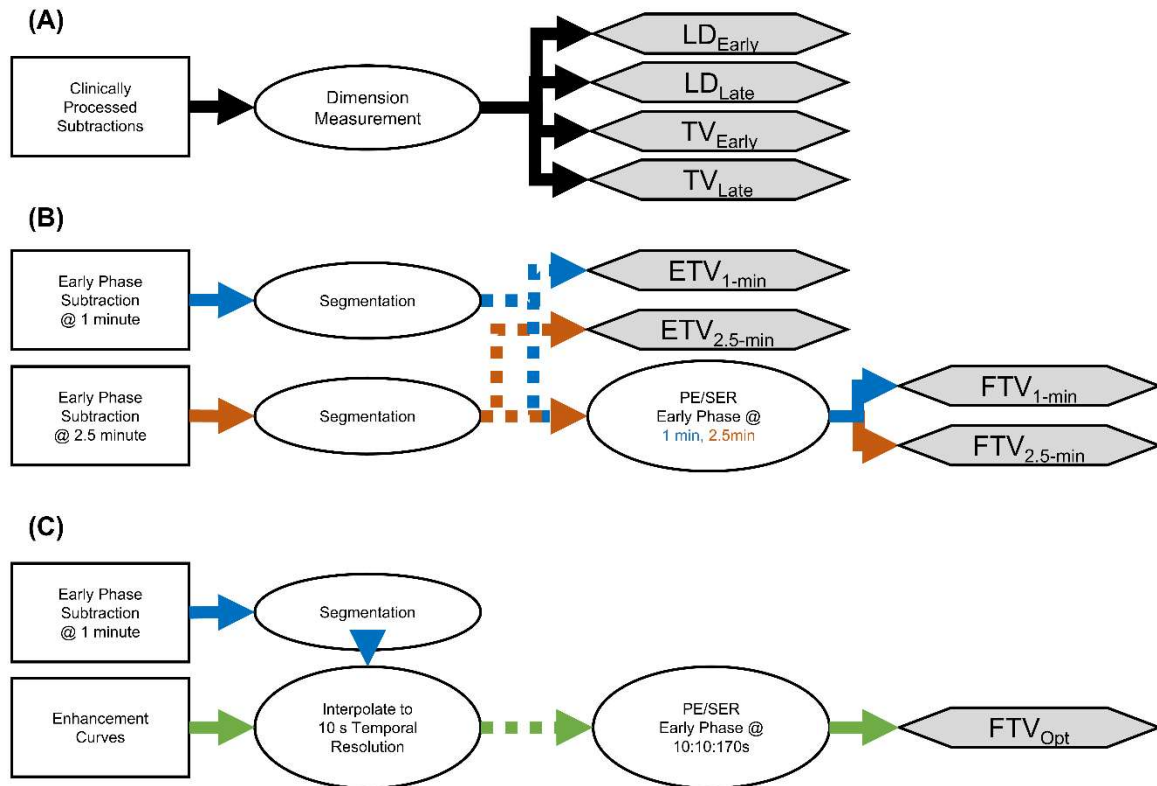 (A)
Clinically
Processed
Subtractions
Dimension
Measurement
LDEarly
LDLate
TVEarly
TVLate
(B)
Early Phase
Subtraction
@ 1 minute
Segmentation
ETV1-min
ETV2.5-min
Early Phase
Subtraction
@ 2.5 minute
Segmentation
PE/SER
Early Phase @
1 min, 2.5min
FTV1-min
FTV2.5-min
(C)
Early Phase
Subtraction
@ 1 minute
Segmentation
Enhancement
Curves
Interpolate to
10 s Temporal
Resolution
PE/SER
Early Phase @
10:10:170s
FTVOpt